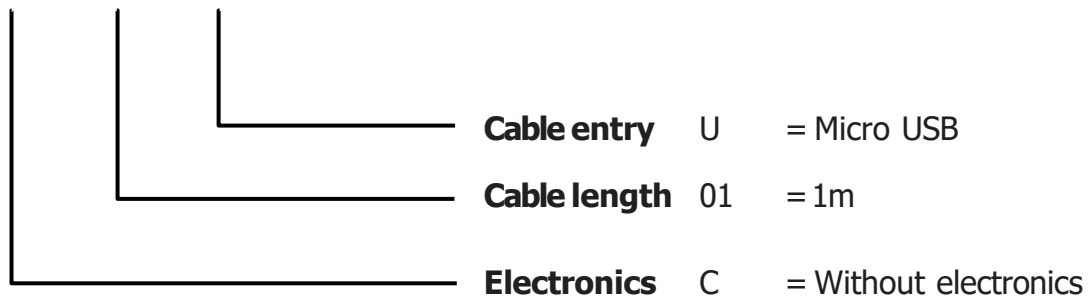 Cable entry U = Micro USB
Cable length 01 = 1m
Electronics C = Without electronics